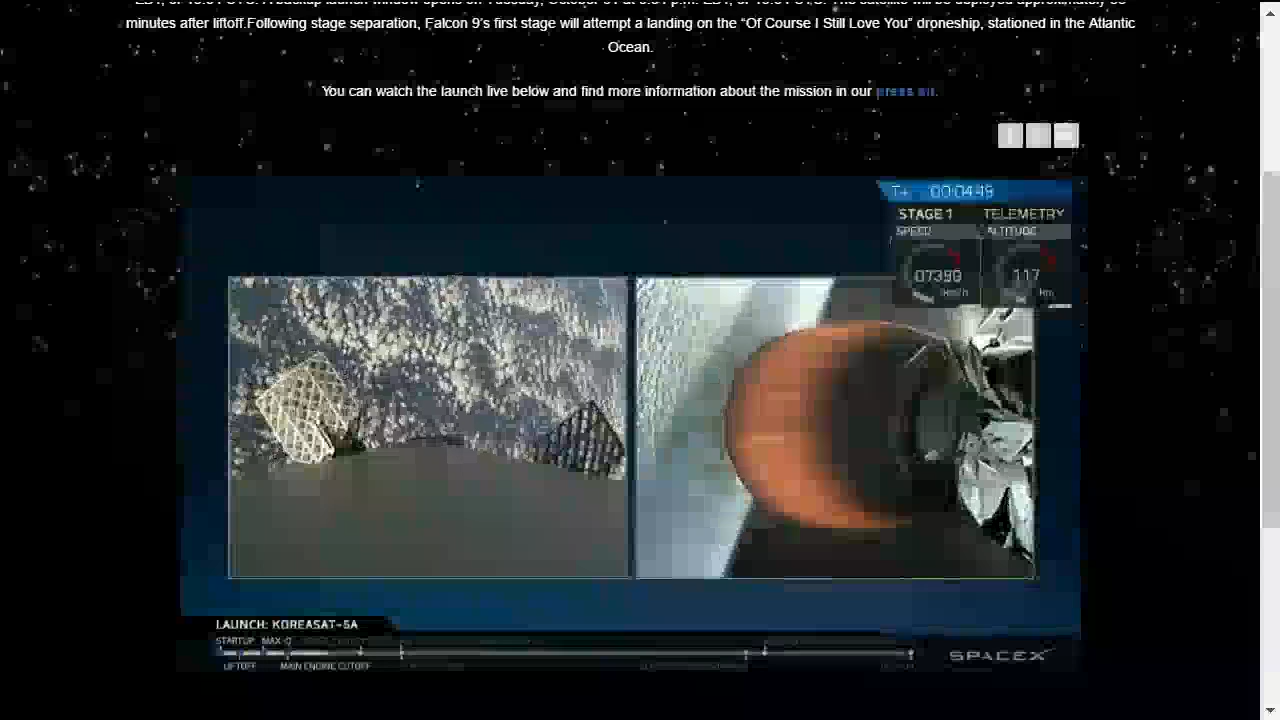 minutes after liftoff.Following stage separation, Falcon 9's first stage will attempt a landing on the “Of Course I Still Love You” droneship, stationed in the Atlantic
Ocean.
You can watch the launch live below and find more information about the mission in our press kit.
T+ 00:04:49
STAGE 1 TELEMETRY
SPEED ALTITUDE
07390 117
km/h km
LAUNCH: KOREASAT-5A
STARTUP MAX-Q
LIFTOFF MAIN ENGINE CUTOFF
SPACEX